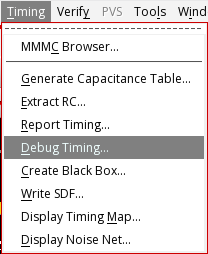 Timing Verify PVS Tools Wind
MMMC Browser...
Generate Capacitance Table...
Extract RC...
Report Timing...
Debug Timing...
Create Black Box...
Write SDF...
Display Timing Map...
Display Noise Net...